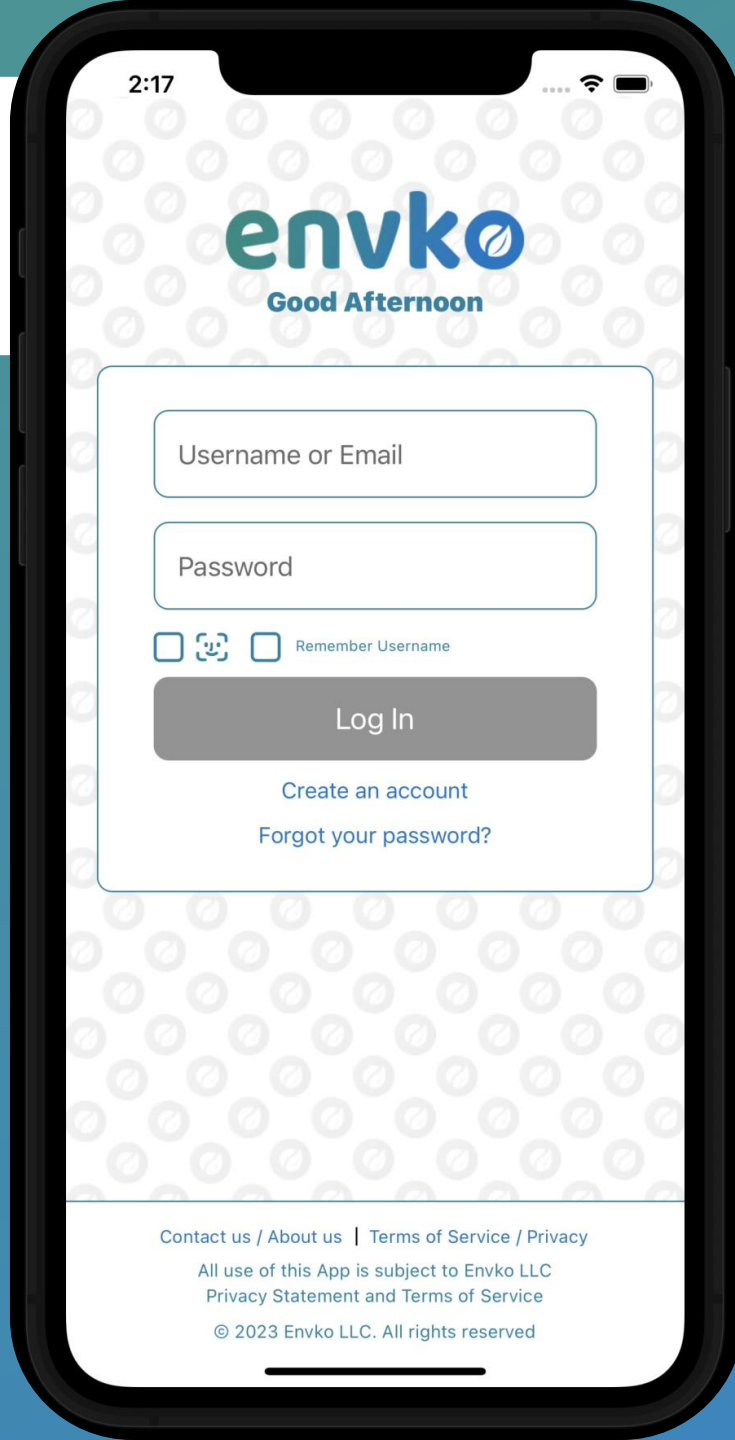 2:17
envko
Good Afternoon
Username or Email
Password
Remember Username
Log In
Create an account
Forgot your password?
Contact us / About us | Terms of Service / Privacy
All use of this App is subject to Envko LLC
Privacy Statement and Terms of Service
© 2023 Envko LLC. All rights reserved